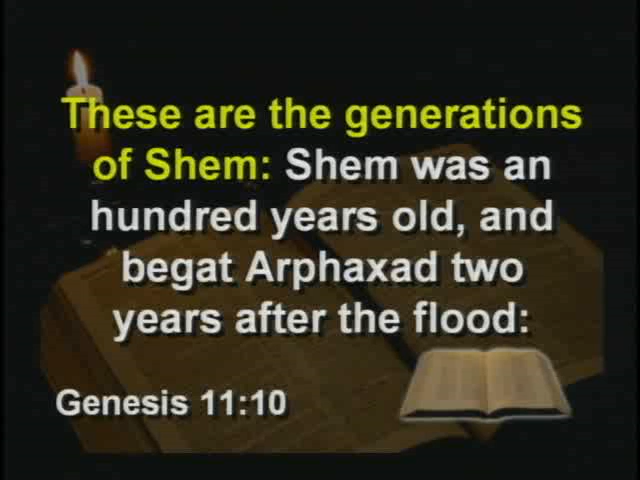 These are the generations
of Shem: Shem was an
hundred years old, and
begat Arphaxad two
years after the flood:
Genesis 11:10